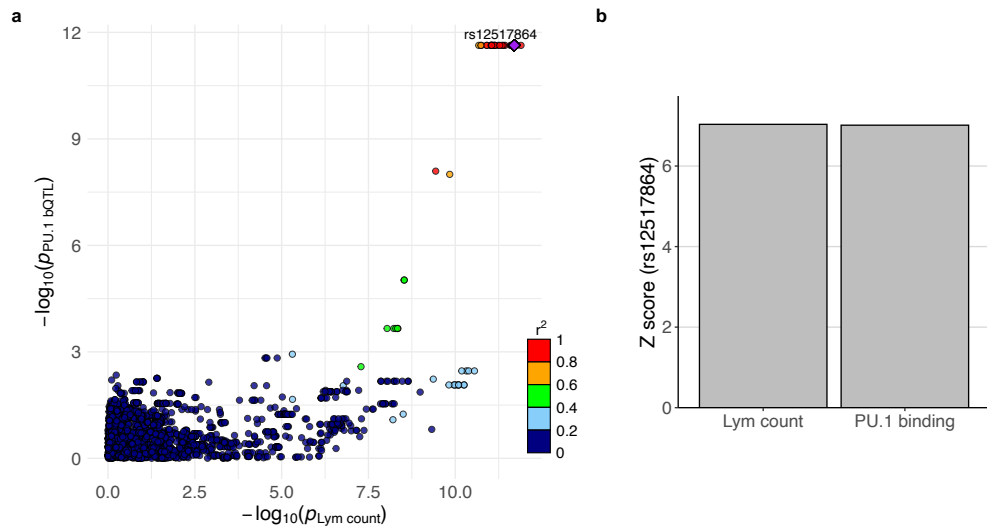 a
rs12517864
12
9
6
3
0
−log10(pPU.1 bQTL)
0.0
2.5
5.0
7.5
10.0
−log10(pLym count)
r2
1
0.8
0.6
0.4
0.2
0
b
Z score (rs12517864)
6
4
2
0
Lym count
PU.1 binding